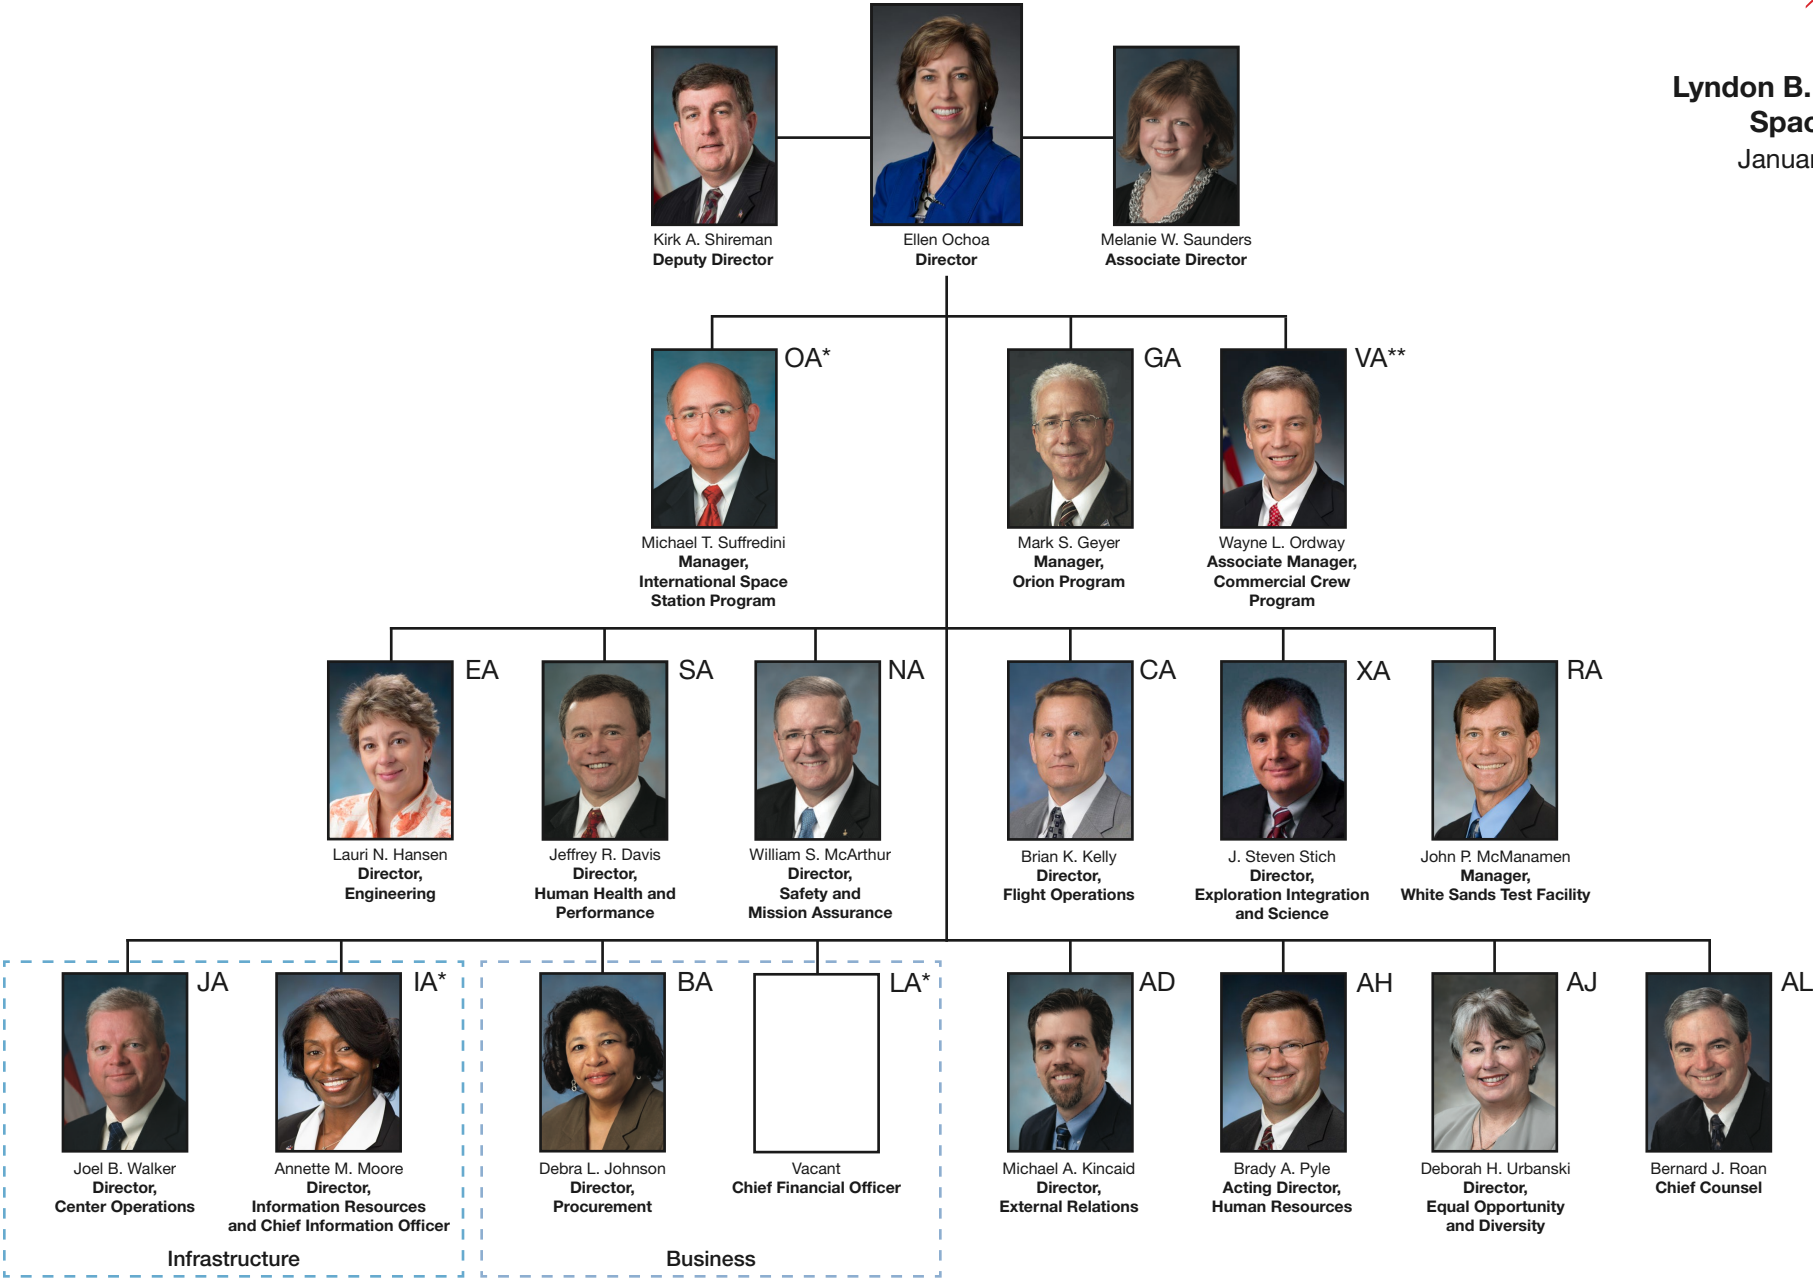 Lyndon B.
Spac
Januar
Kirk A. Shireman
Deputy Director
Ellen Ochoa
Director
Melanie W. Saunders
Associate Director
OA*
Michael T. Suffredini
Manager,
International Space
Station Program
GA
Mark S. Geyer
Manager,
Orion Program
VA**
Wayne L. Ordway
Associate Manager,
Commercial Crew
Program
EA
Lauri N. Hansen
Director,
Engineering
SA
Jeffrey R. Davis
Director,
Human Health and
Performance
NA
William S. McArthur
Director,
Safety and
Mission Assurance
CA
Brian K. Kelly
Director,
Flight Operations
XA
J. Steven Stich
Director,
Exploration Integration
and Science
RA
John P. McManamen
Manager,
White Sands Test Facility
JA
Joel B. Walker
Director,
Center Operations
IA*
Annette M. Moore
Director,
Information Resources
and Chief Information Officer
Infrastructure
BA
Debra L. Johnson
Director,
Procurement
LA*
Vacant
Chief Financial Officer
Business
AD
Michael A. Kincaid
Director,
External Relations
AH
Brady A. Pyle
Acting Director,
Human Resources
AJ
Deborah H. Urbanski
Director,
Equal Opportunity
and Diversity
AL
Bernard J. Roan
Chief Counsel